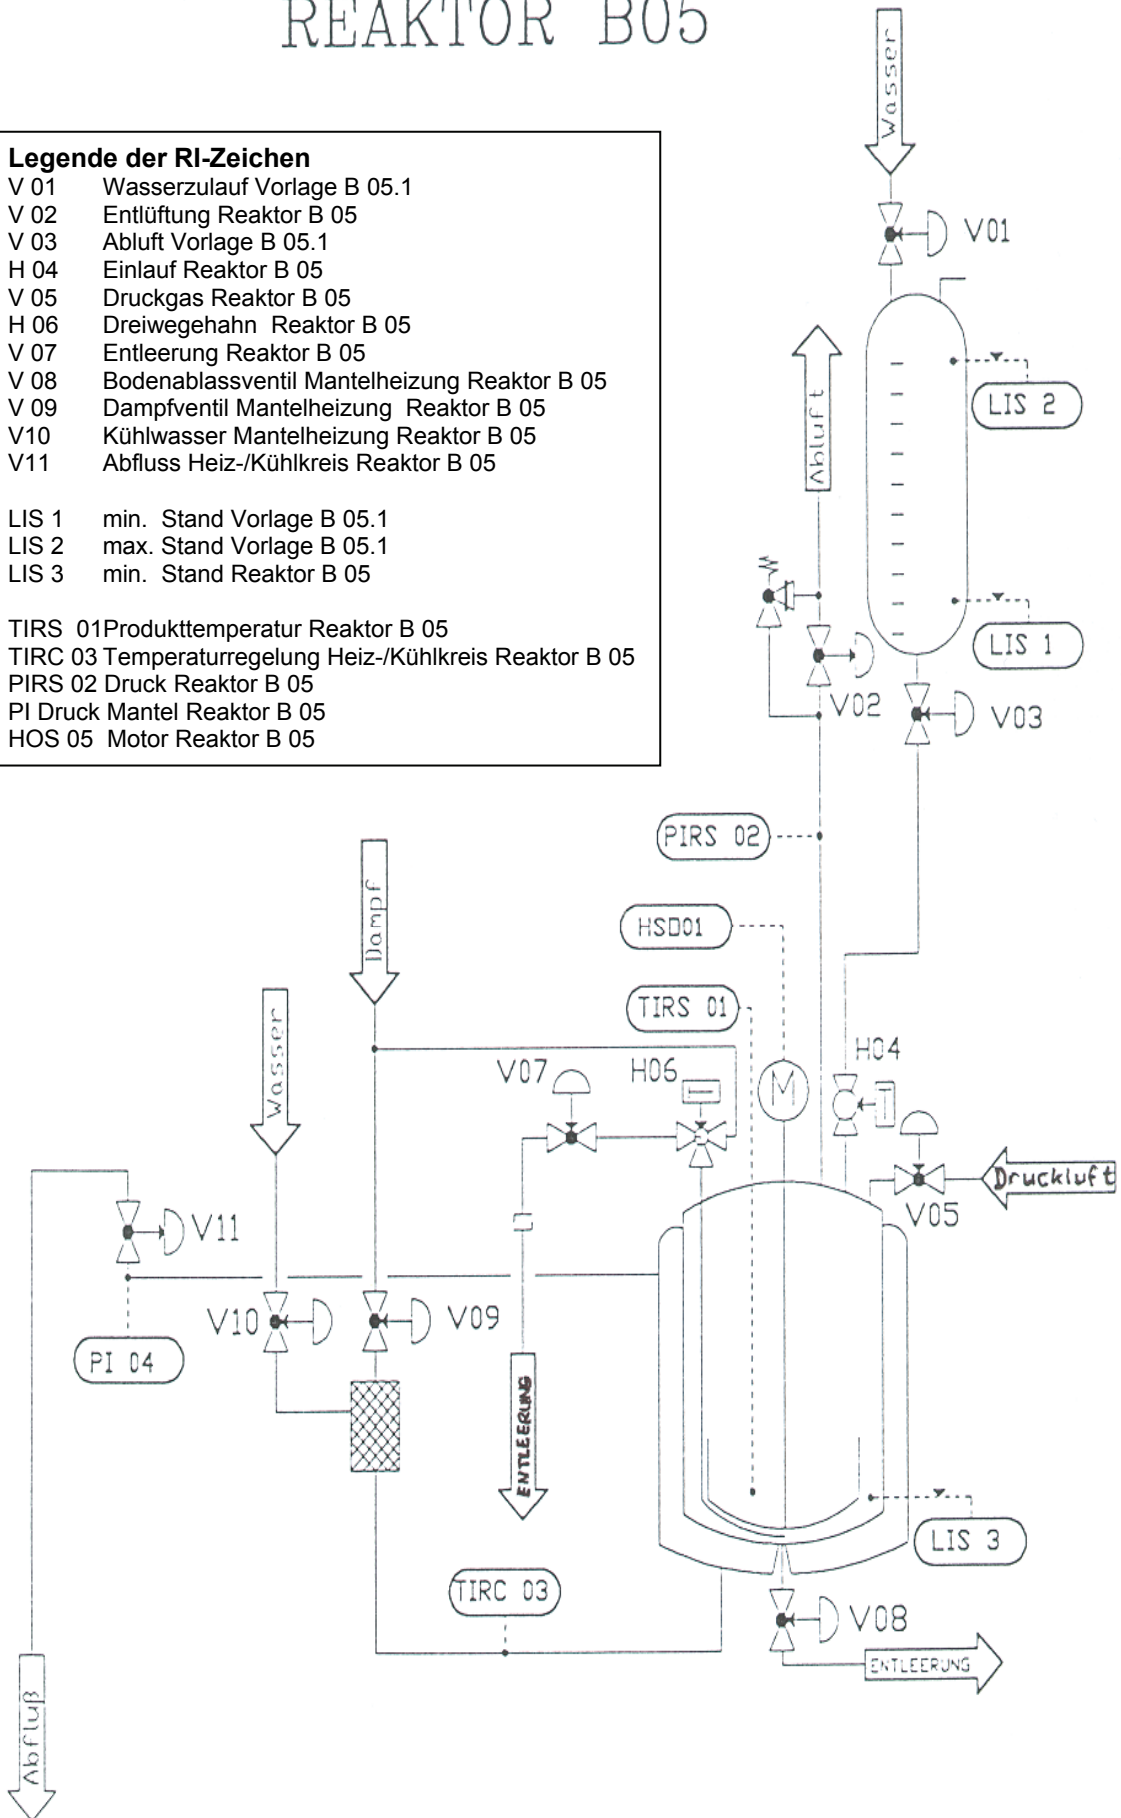 REAKTOR B05
Legende der RI-Zeichen
V 01 Wasserzulauf Vorlage B 05.1
V 02 Entlüftung Reaktor B 05
V 03 Abluft Vorlage B 05.1
H 04 Einlauf Reaktor B 05
V 05 Druckgas Reaktor B 05
H 06 Dreiwegehahn Reaktor B 05
V 07 Entleerung Reaktor B 05
V 08 Bodenablassventil Mantelheizung Reaktor B 05
V 09 Dampfventil Mantelheizung Reaktor B 05
V10 Kühlwasser Mantelheizung Reaktor B 05
V11 Abfluss Heiz-/Kühlkreis Reaktor B 05
LIS 1 min. Stand Vorlage B 05.1
LIS 2 max. Stand Vorlage B 05.1
LIS 3 min. Stand Reaktor B 05
TIRS 01Produkttemperatur Reaktor B 05
TIRC 03 Temperaturregelung Heiz-/Kühlkreis Reaktor B 05
PIRS 02 Druck Reaktor B 05
PI Druck Mantel Reaktor B 05
HOS 05 Motor Reaktor B 05
Wasser
V01
LIS 2
Abluft
LIS 1
V02
V03
PIRS 02
Dampf
HSO01
TIRS 01
Wasser
V07
H06
M
H04
Druckluft
V05
V11
V10
V09
PI 04
ENTLEERUNG
LIS 3
TIRC 03
V08
ENTLEERUNG
Abfluß